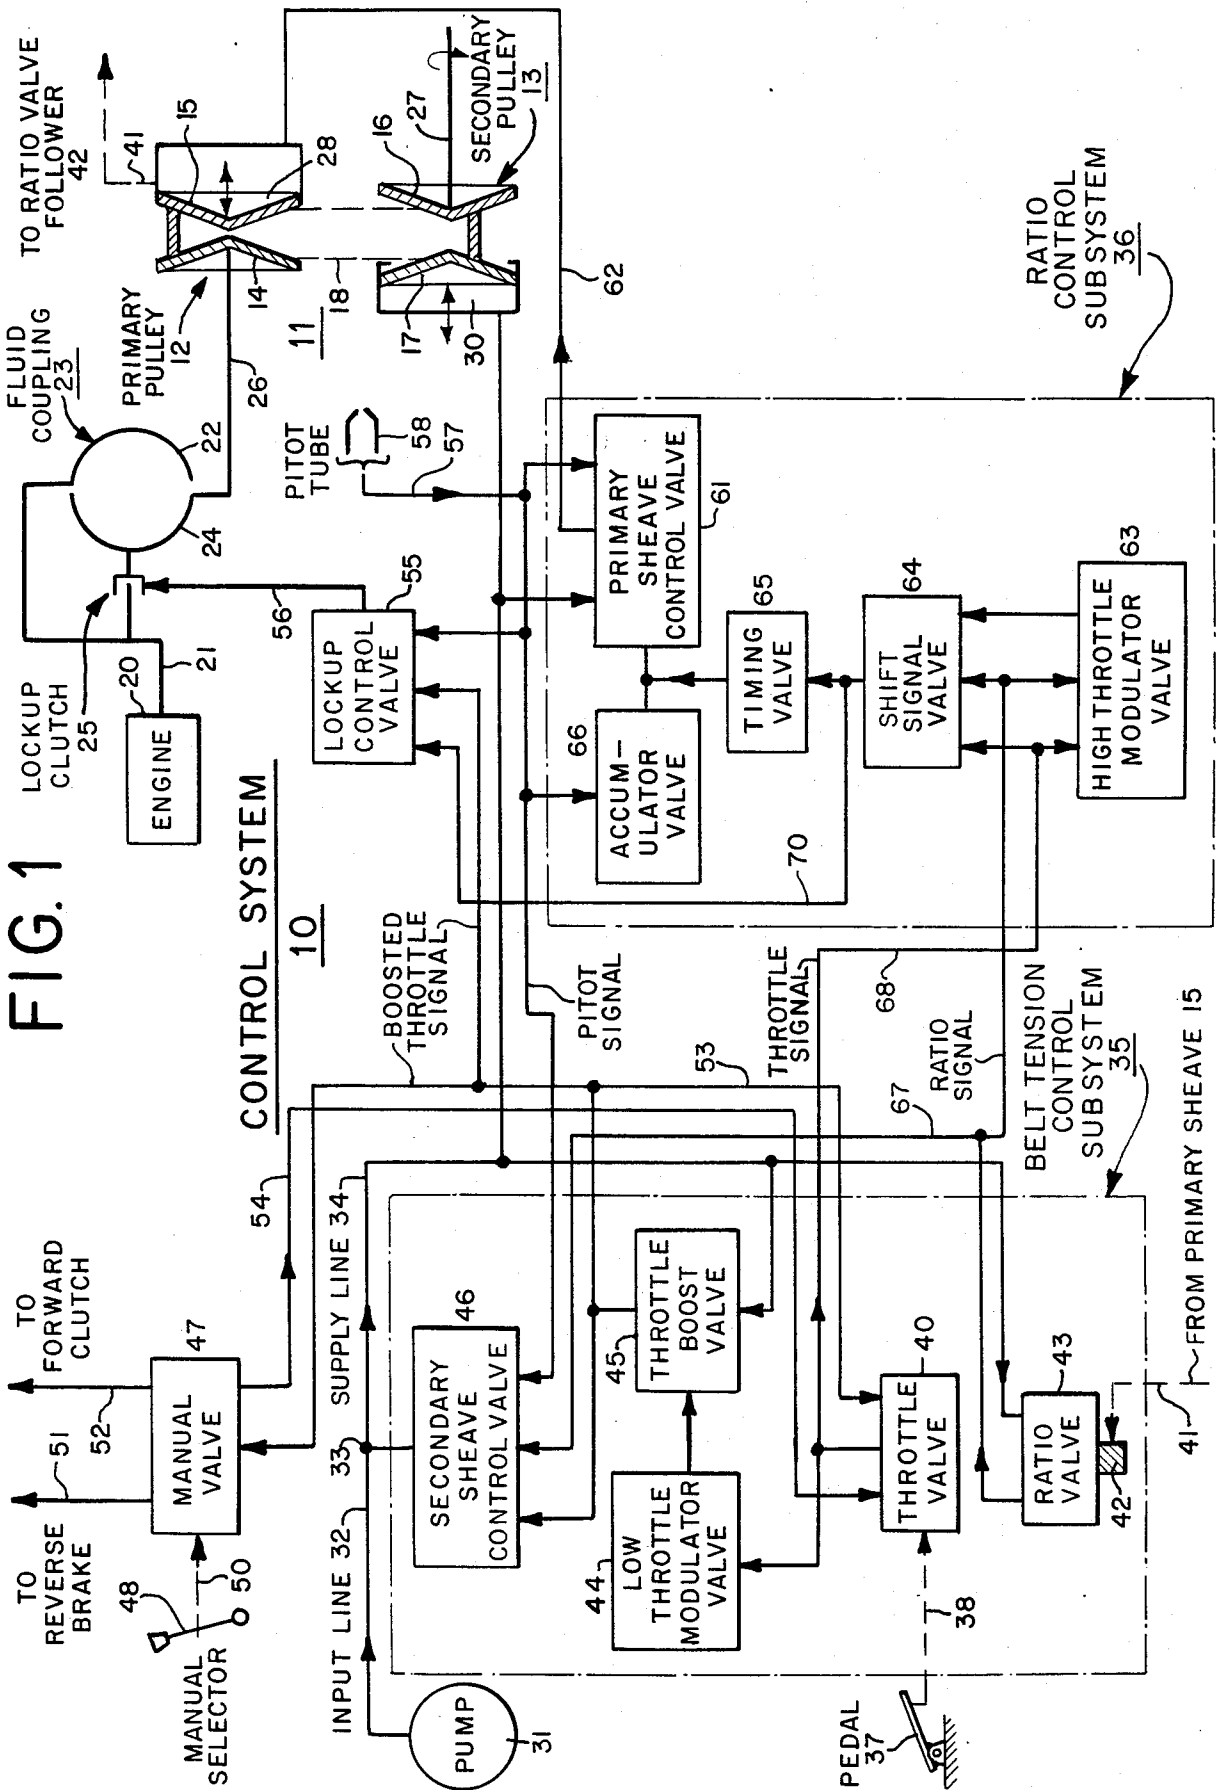 FIG. 1
CONTROL SYSTEM
10
TO
REVERSE
BRAKE
51
TO
FORWARD
CLUTCH
52
MANUAL
VALVE
47
48
50
MANUAL
SELECTOR
54
INPUT LINE 32
33
SUPPLY LINE 34
PUMP
31
SECONDARY
SHEAVE
CONTROL VALVE
46
LOW
THROTTLE
MODULATOR
VALVE
44
THROTTLE
BOOST
VALVE
45
THROTTLE
VALVE
40
RATIO
VALVE
43
42
41
FROM PRIMARY SHEAVE 15
PEDAL
37
38
BELT TENSION
CONTROL
SUBSYSTEM
35
BOOSTED
THROTTLE
SIGNAL
53
PITOT
SIGNAL
THROTTLE
SIGNAL
68
RATIO
SIGNAL
67
ENGINE
20
21
LOCKUP
CLUTCH
25
FLUID
COUPLING
23
22
24
26
56
LOCKUP
CONTROL
VALVE
55
PITOT
TUBE
58
57
PRIMARY
PULLEY
12
14
11
18
TO RATIO VALVE
FOLLOWER
42
41
15
28
16
17
30
27
SECONDARY
PULLEY
13
62
ACCUM-
ULATOR
VALVE
66
PRIMARY
SHEAVE
CONTROL VALVE
61
TIMING
VALVE
65
SHIFT
SIGNAL
VALVE
64
HIGH THROTTLE
MODULATOR
VALVE
63
70
RATIO
CONTROL
SUBSYSTEM
36